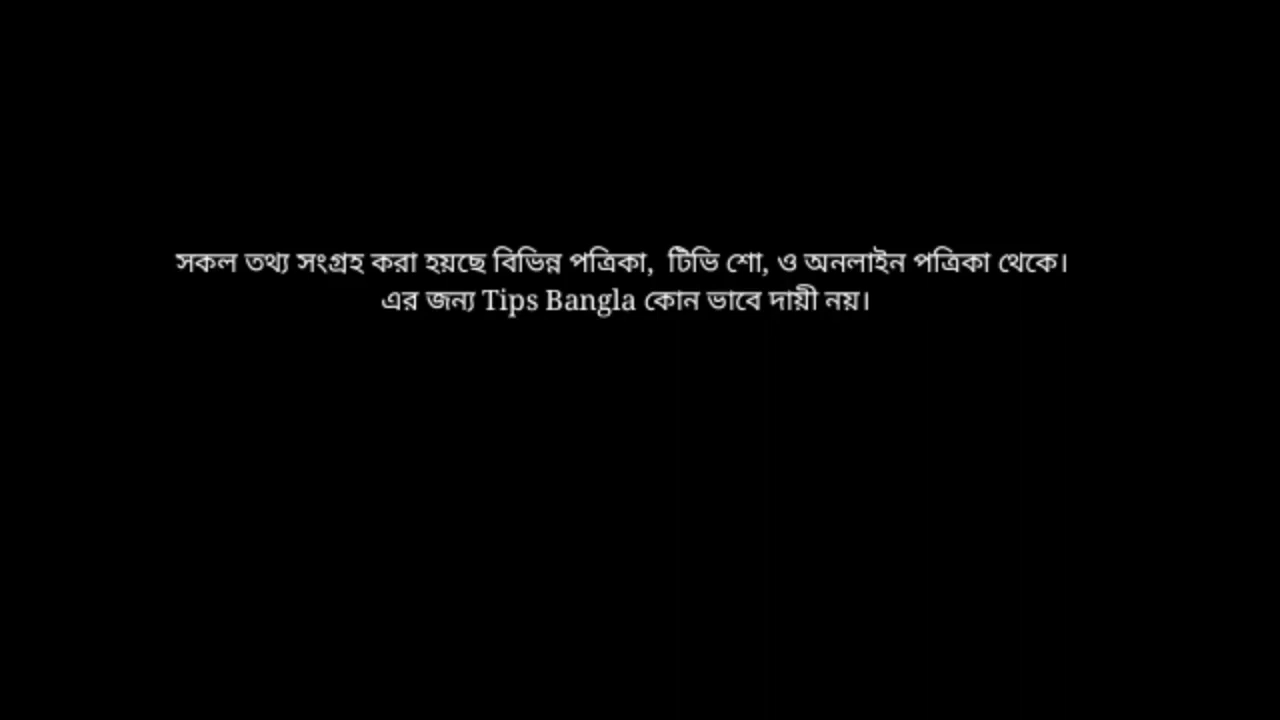 সকল তথ্য সংগ্রহ করা হয়ছে বিভিন্ন পত্রিকা, টিভি শো, ও অনলাইন পত্রিকা থেকে।
এর জন্য Tips Bangla কোন ভাবে দায়ী নয়।